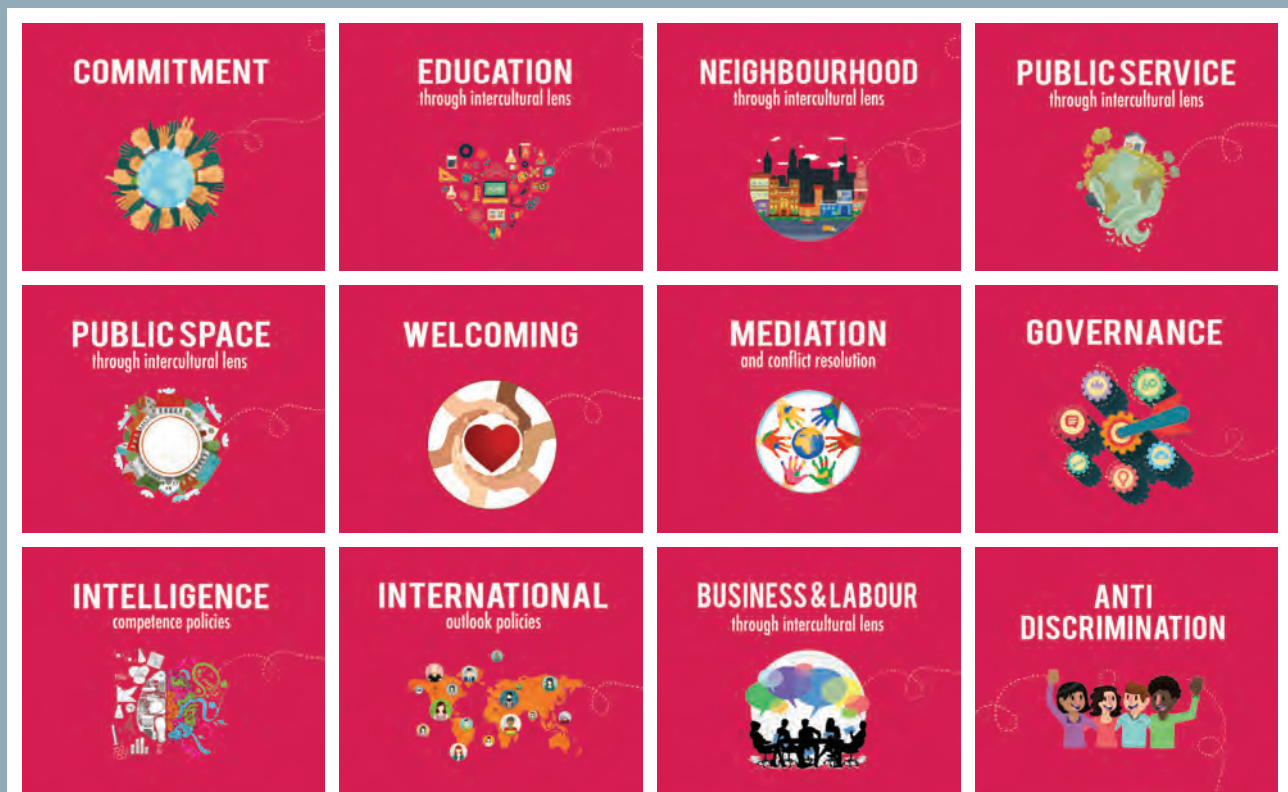 COMMITMENT
EDUCATION
through intercultural lens
NEIGHBOURHOOD
through intercultural lens
PUBLIC SERVICE
through intercultural lens
PUBLIC SPACE
through intercultural lens
WELCOMING
MEDIATION
and conflict resolution
GOVERNANCE
INTELLIGENCE
competence policies
INTERNATIONAL
outlook policies
BUSINESS & LABOUR
through intercultural lens
ANTI
DISCRIMINATION